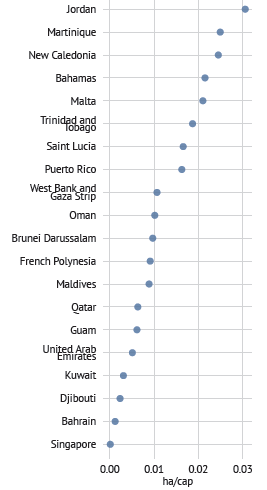 Jordan
Martinique
New Caledonia
Bahamas
Malta
Trinidad and
Tobago
Saint Lucia
Puerto Rico
West Bank and
Gaza Strip
Oman
Brunei Darussalam
French Polynesia
Maldives
Qatar
Guam
United Arab
Emirates
Kuwait
Djibouti
Bahrain
Singapore
0.00 0.01 0.02 0.03
ha/cap